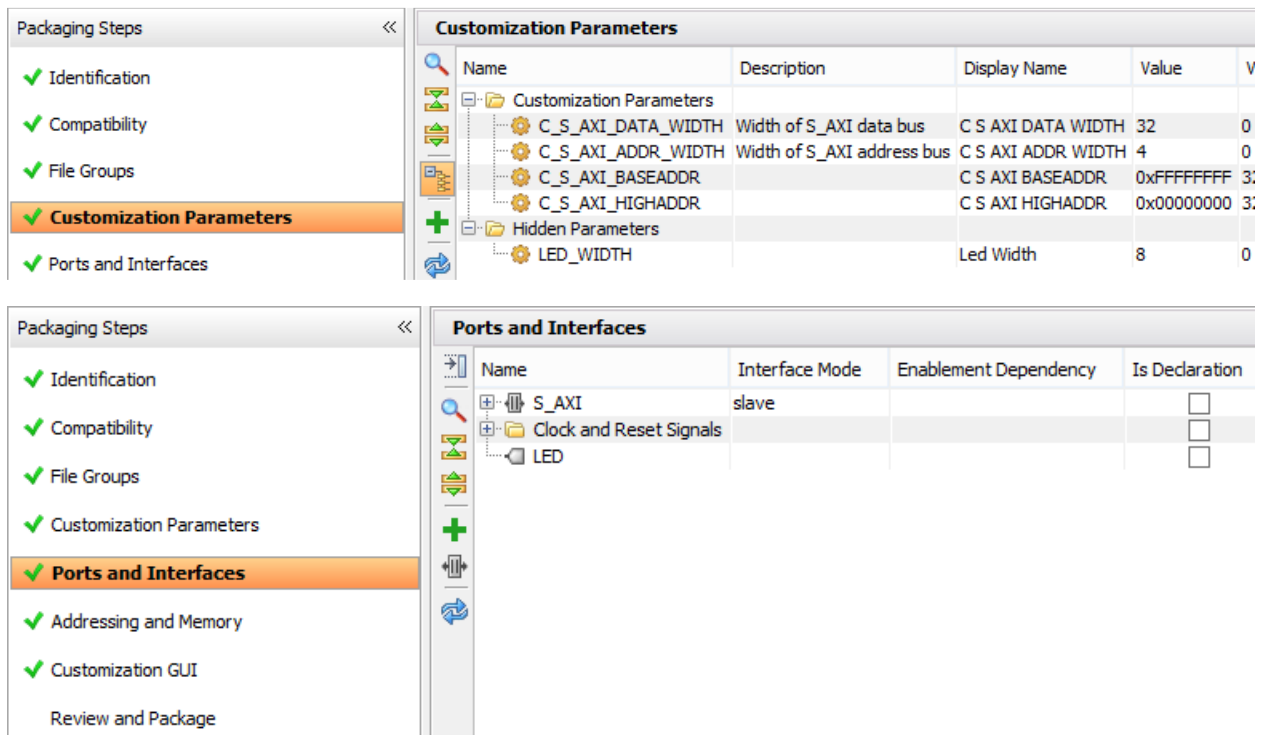 Packaging Steps «
Identification
Compatibility
File Groups
Customization Parameters
Ports and Interfaces
Customization Parameters
Name Description Display Name Value
Customization Parameters
C_S_AXI_DATA_WIDTH Width of S_AXI data bus C S AXI DATA WIDTH 32 0
C_S_AXI_ADDR_WIDTH Width of S_AXI address bus C S AXI ADDR WIDTH 4 0
C_S_AXI_BASEADDR C S AXI BASEADDR 0xFFFFFFFF 32
C_S_AXI_HIGHADDR C S AXI HIGHADDR 0x00000000 32
Hidden Parameters
LED_WIDTH Led Width 8 0
Packaging Steps «
Identification
Compatibility
File Groups
Customization Parameters
Ports and Interfaces
Addressing and Memory
Customization GUI
Review and Package
Ports and Interfaces
Name Interface Mode Enablement Dependency Is Declaration
S_AXI slave
Clock and Reset Signals
LED